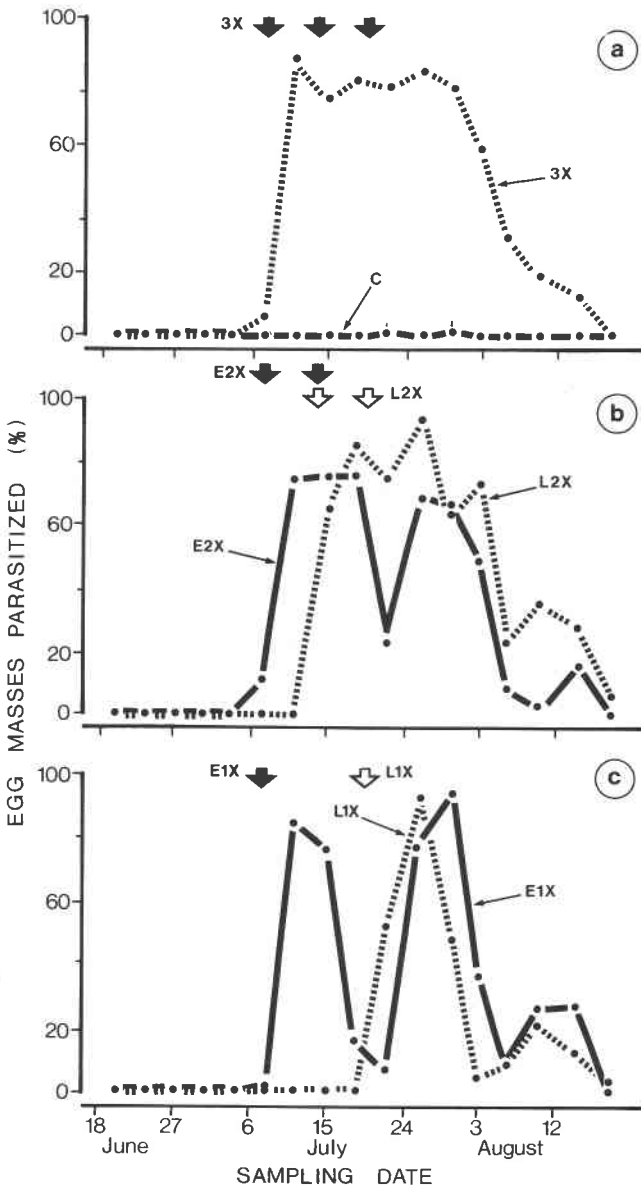 100
3X
a
60
3X
20
C
0
E2X
L2X
100
b
60
L2X
E2X
20
0
E1X
L1X
100
c
L1X
60
E1X
20
0
EGG MASSES PARASITIZED (%)
18 27 6 15 24 3 12
June July August
SAMPLING DATE